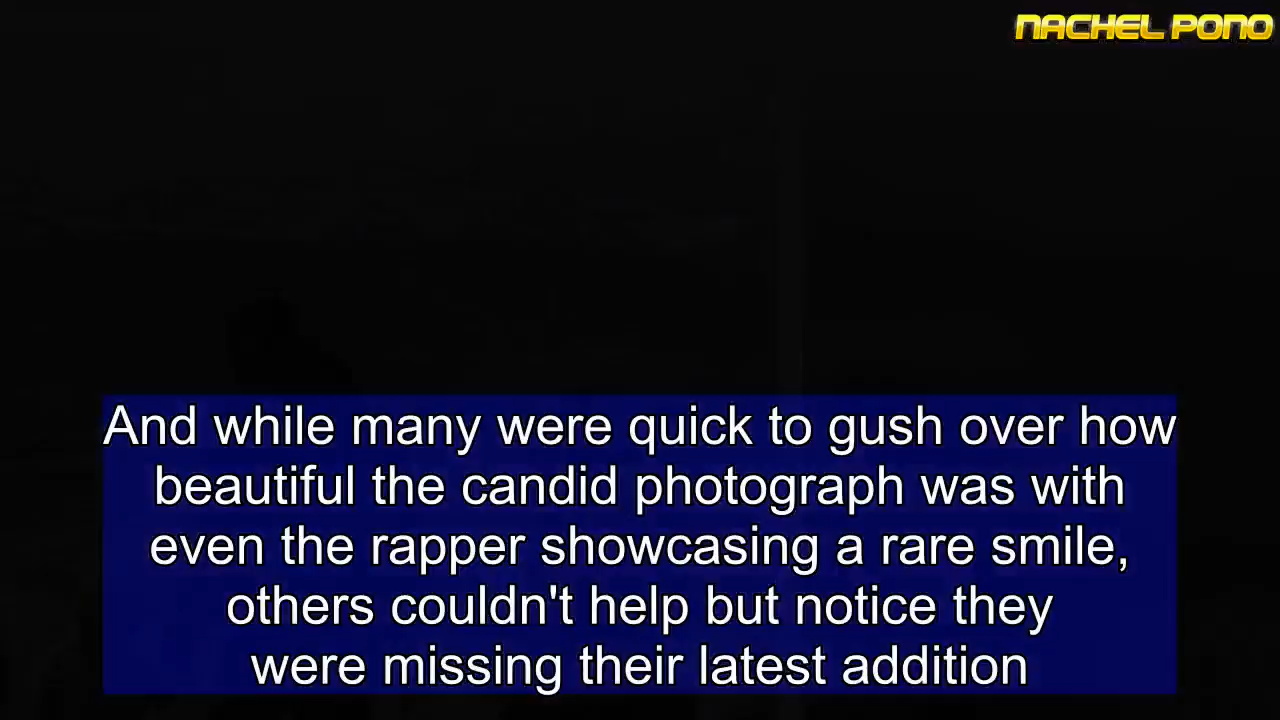 NACHEL PONO
And while many were quick to gush over how
beautiful the candid photograph was with
even the rapper showcasing a rare smile,
others couldn't help but notice they
were missing their latest addition